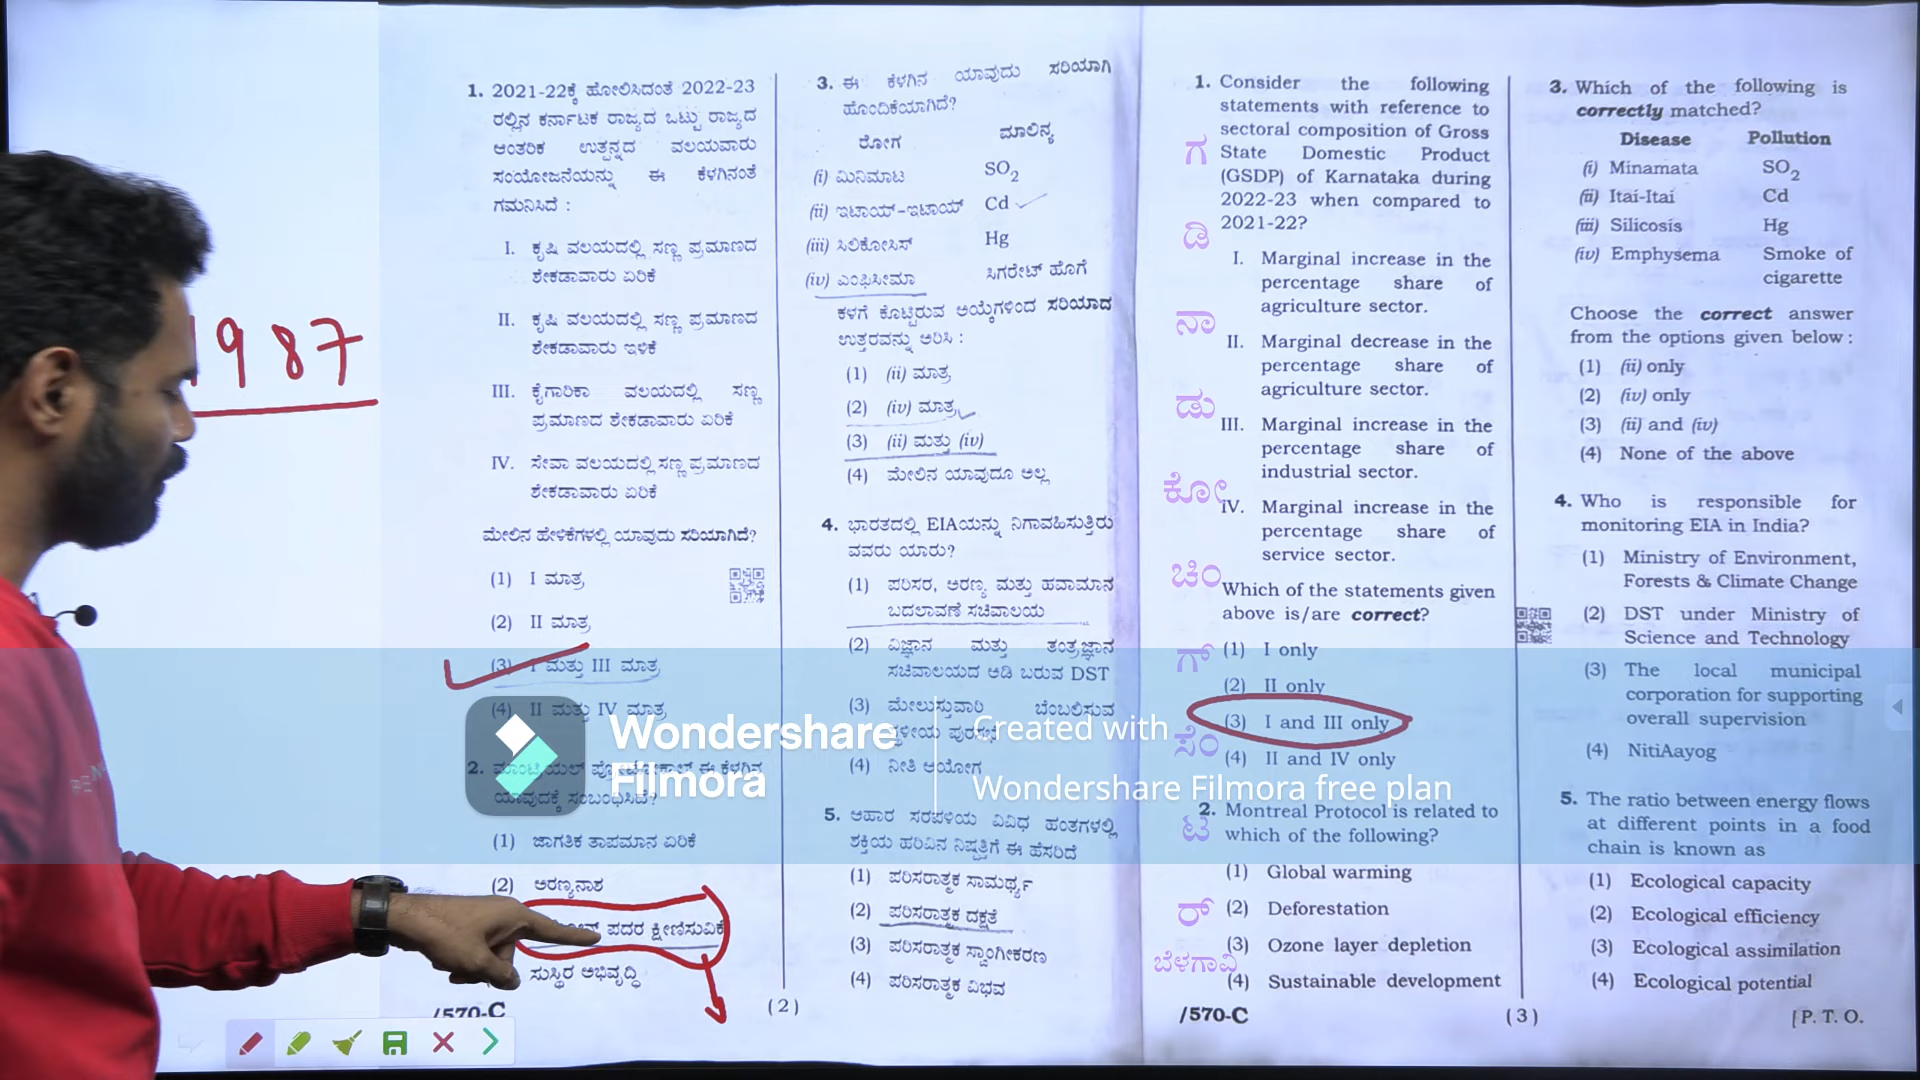 1987
1. 2021-22ಕ್ಕೆ ಹೋಲಿಸಿದಂತೆ 2022-23
ರಲ್ಲಿನ ಕರ್ನಾಟಕ ರಾಜ್ಯದ ಒಟ್ಟು ರಾಜ್ಯದ
ಆಂತರಿಕ ಉತ್ಪನ್ನದ ವಲಯವಾರು
ಸಂಯೋಜನೆಯನ್ನು ಈ ಕೆಳಗಿನಂತೆ
ಗಮನಿಸಿದೆ :
I. ಕೃಷಿ ವಲಯದಲ್ಲಿ ಸಣ್ಣ ಪ್ರಮಾಣದ
ಶೇಕಡಾವಾರು ಏರಿಕೆ
II. ಕೃಷಿ ವಲಯದಲ್ಲಿ ಸಣ್ಣ ಪ್ರಮಾಣದ
ಶೇಕಡಾವಾರು ಇಳಿಕೆ
III. ಕೈಗಾರಿಕಾ ವಲಯದಲ್ಲಿ ಸಣ್ಣ
ಪ್ರಮಾಣದ ಶೇಕಡಾವಾರು ಏರಿಕೆ
IV. ಸೇವಾ ವಲಯದಲ್ಲಿ ಸಣ್ಣ ಪ್ರಮಾಣದ
ಶೇಕಡಾವಾರು ಏರಿಕೆ
ಮೇಲಿನ ಹೇಳಿಕೆಗಳಲ್ಲಿ ಯಾವುದು ಸರಿಯಾಗಿದೆ?
(1) I ಮಾತ್ರ
(2) II ಮಾತ್ರ
(3) I ಮತ್ತು III ಮಾತ್ರ
(4) II ಮತ್ತು IV ಮಾತ್ರ
2. ಮಾಂಟ್ರಿಯಲ್ ಪ್ರೋಟೋಕಾಲ್ ಈ ಕೆಳಗಿನ
ಯಾವುದಕ್ಕೆ ಸಂಬಂಧಿಸಿದೆ?
(1) ಜಾಗತಿಕ ತಾಪಮಾನ ಏರಿಕೆ
(2) ಅರಣ್ಯನಾಶ
ಪದರ ಕ್ಷೀಣಿಸುವಿಕೆ
ಸುಸ್ಥಿರ ಅಭಿವೃದ್ಧಿ
/570-C
(2)
3. ಈ ಕೆಳಗಿನ ಯಾವುದು ಸರಿಯಾಗಿ
ಹೊಂದಿಕೆಯಾಗಿದೆ?
ರೋಗ ಮಾಲಿನ್ಯ
(i) ಮಿನಿಮಾಟ SO2
(ii) ಇಟಾಯ್-ಇಟಾಯ್ Cd
(iii) ಸಿಲಿಕೋಸಿಸ್ Hg
(iv) ಎಂಫಿಸೀಮಾ ಸಿಗರೇಟ್ ಹೊಗೆ
ಕೆಳಗೆ ಕೊಟ್ಟಿರುವ ಆಯ್ಕೆಗಳಿಂದ ಸರಿಯಾದ
ಉತ್ತರವನ್ನು ಆರಿಸಿ :
(1) (ii) ಮಾತ್ರ
(2) (iv) ಮಾತ್ರ
(3) (ii) ಮತ್ತು (iv)
(4) ಮೇಲಿನ ಯಾವುದೂ ಅಲ್ಲ
4. ಭಾರತದಲ್ಲಿ EIAಯನ್ನು ನಿಗಾವಹಿಸುತ್ತಿರು
ವವರು ಯಾರು?
(1) ಪರಿಸರ, ಅರಣ್ಯ ಮತ್ತು ಹವಾಮಾನ
ಬದಲಾವಣೆ ಸಚಿವಾಲಯ
(2) ವಿಜ್ಞಾನ ಮತ್ತು ತಂತ್ರಜ್ಞಾನ
ಸಚಿವಾಲಯದ ಅಡಿ ಬರುವ DST
(3) ಮೇಲುಸ್ತುವಾರಿ ಬೆಂಬಲಿಸುವ
ಸ್ಥಳೀಯ ಪುರಸಭೆ
(4) ನೀತಿ ಆಯೋಗ
5. ಆಹಾರ ಸರಪಳಿಯ ವಿವಿಧ ಹಂತಗಳಲ್ಲಿ
ಶಕ್ತಿಯ ಹರಿವಿನ ನಿಷ್ಪತ್ತಿಗೆ ಈ ಹೆಸರಿದೆ
(1) ಪರಿಸರಾತ್ಮಕ ಸಾಮರ್ಥ್ಯ
(2) ಪರಿಸರಾತ್ಮಕ ದಕ್ಷತೆ
(3) ಪರಿಸರಾತ್ಮಕ ಸ್ವಾಂಗೀಕರಣ
(4) ಪರಿಸರಾತ್ಮಕ ವಿಭವ
ಗ
ಡಿ
ನಾ
ಡು
ಕೋ
ಚಿಂ
ಗ್
ಸೆಂ
ಟ
ರ್
ಬೆಳಗಾವಿ
1. Consider the following
statements with reference to
sectoral composition of Gross
State Domestic Product
(GSDP) of Karnataka during
2022-23 when compared to
2021-22?
I. Marginal increase in the
percentage share of
agriculture sector.
II. Marginal decrease in the
percentage share of
agriculture sector.
III. Marginal increase in the
percentage share of
industrial sector.
IV. Marginal increase in the
percentage share of
service sector.
Which of the statements given
above is/are correct?
(1) I only
(2) II only
(3) I and III only
(4) II and IV only
2. Montreal Protocol is related to
which of the following?
(1) Global warming
(2) Deforestation
(3) Ozone layer depletion
(4) Sustainable development
/570-C
(3)
3. Which of the following is
correctly matched?
Disease Pollution
(i) Minamata SO2
(ii) Itai-Itai Cd
(iii) Silicosis Hg
(iv) Emphysema Smoke of
cigarette
Choose the correct answer
from the options given below :
(1) (ii) only
(2) (iv) only
(3) (ii) and (iv)
(4) None of the above
4. Who is responsible for
monitoring EIA in India?
(1) Ministry of Environment,
Forests & Climate Change
(2) DST under Ministry of
Science and Technology
(3) The local municipal
corporation for supporting
overall supervision
(4) NitiAayog
5. The ratio between energy flows
at different points in a food
chain is known as
(1) Ecological capacity
(2) Ecological efficiency
(3) Ecological assimilation
(4) Ecological potential
[P. T. O.
Wondershare
Filmora
Created with
Wondershare Filmora free plan